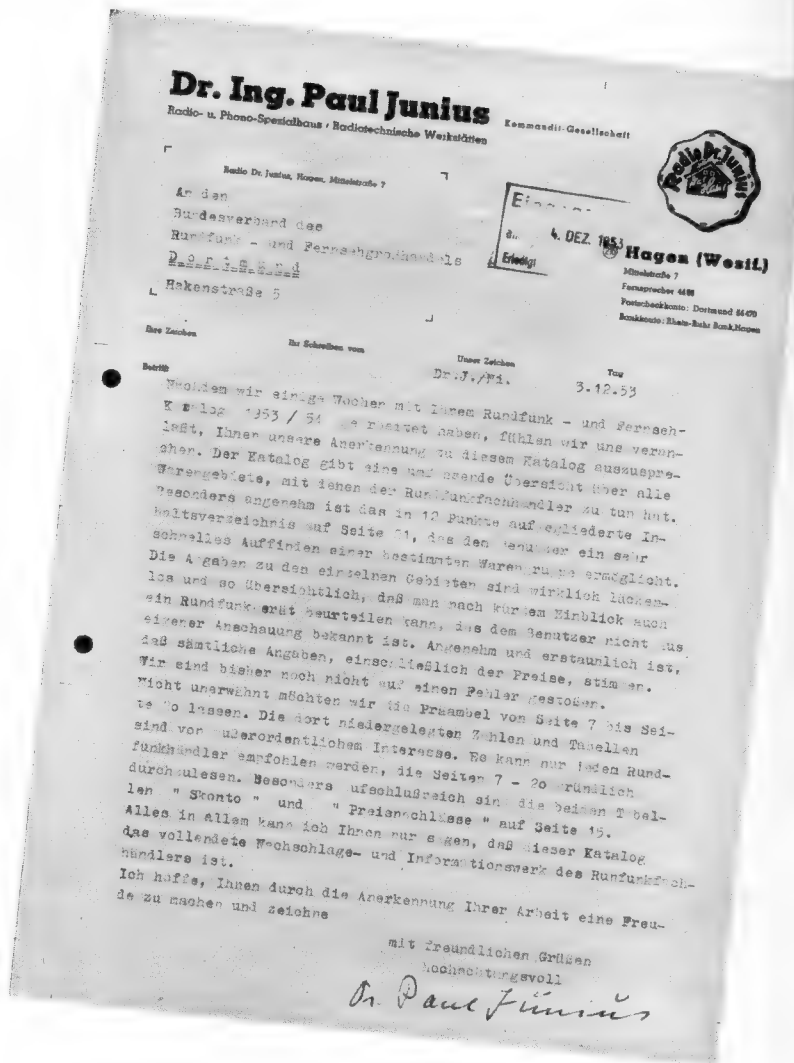 Dr. Ing. Paul Junius
Kommandit-Gesellschaft
Radio- u. Phono-Spezialhaus / Radiotechnische Werkstätten
Radio Dr. Junius
Radio Dr. Junius, Hagen, Mittelstraße 7
An den
Bundesverband des
Rundfunk - und Fernsehgroßhandels
Dortmund
Hakenstraße 5
4. DEZ. 1953
Erledigt
Hagen (Westf.)
Mittelstraße 7
Fernsprecher 4688
Postscheckkonto: Dortmund 64470
Bankkonto: Rhein-Ruhr Bank, Hagen
Ihre Zeichen
Ihr Schreiben vom
Unser Zeichen
Tag
Dr.J./Wi.
3.12.53
Betrifft
Nachdem wir einige Wochen mit Ihrem Rundfunk - und Fernseh-
Katalog 1953 / 54 gearbeitet haben, fühlen wir uns veran-
laßt, Ihnen unsere Anerkennung zu diesem Katalog auszuspre-
chen. Der Katalog gibt eine umfassende Übersicht über alle
Warengebiete, mit denen der Rundfunkfachhändler zu tun hat.
Besonders angenehm ist das in 12 Punkte aufgegliederte In-
haltsverzeichnis auf Seite 21, das dem Benutzer ein sehr
schnelles Auffinden einer bestimmten Warengruppe ermöglicht.
Die Angaben zu den einzelnen Gebieten sind wirklich lücken-
los und so übersichtlich, daß man nach kurzem Einblick auch
ein Rundfunkgerät beurteilen kann, das dem Benutzer nicht aus
eigener Anschauung bekannt ist. Angenehm und erstaunlich ist,
daß sämtliche Angaben, einschließlich der Preise, stimmen.
Wir sind bisher noch nicht auf einen Fehler gestoßen.
Nicht unerwähnt möchten wir die Präambel von Seite 7 bis Sei-
te 20 lassen. Die dort niedergelegten Zahlen und Tabellen
sind von außerordentlichem Interesse. Es kann nur jedem Rund-
funkhändler empfohlen werden, die Seiten 7 - 20 gründlich
durchzulesen. Besonders aufschlußreich sind die beiden Tabel-
len " Skonto " und " Preisnachlässe " auf Seite 15.
Alles in allem kann ich Ihnen nur sagen, daß dieser Katalog
das vollendete Nachschlage- und Informationswerk des Runfunkfach-
händlers ist.
Ich hoffe, Ihnen durch die Anerkennung Ihrer Arbeit eine Freu-
de zu machen und zeichne
mit freundlichen Grüßen
hochachtungsvoll
Dr. Paul Junius